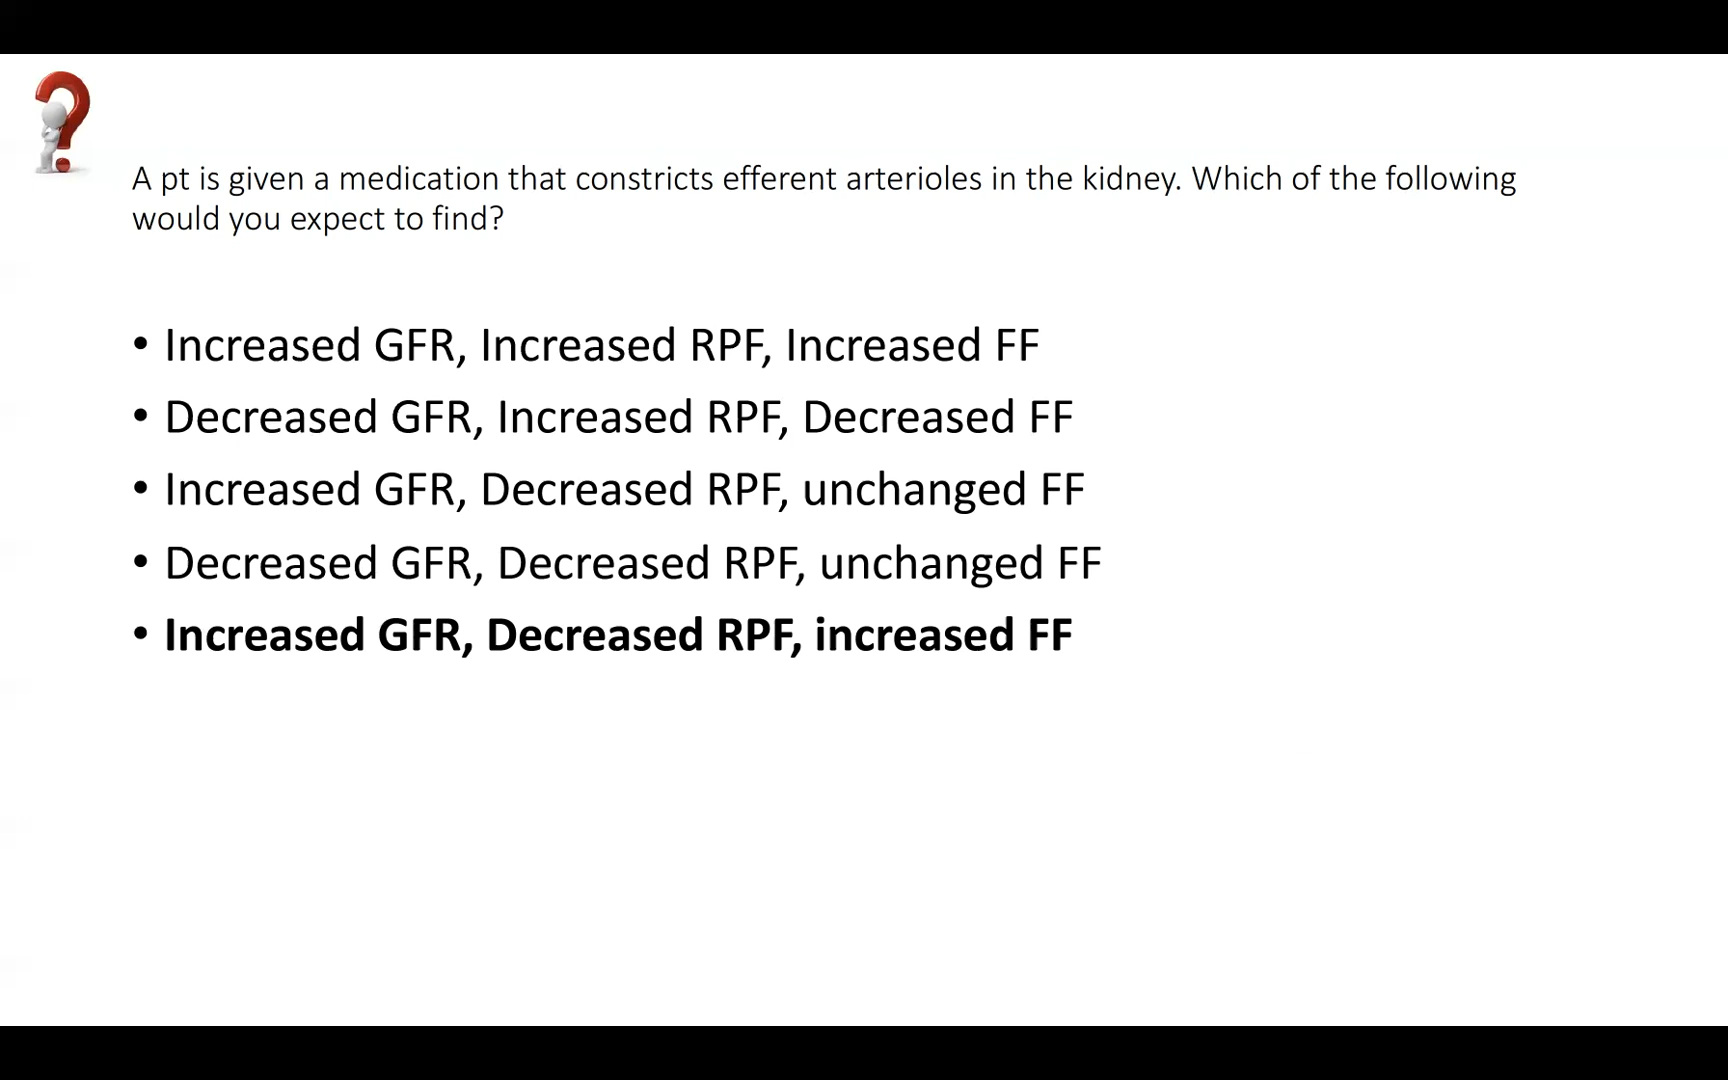 A pt is given a medication that constricts efferent arterioles in the kidney. Which of the following
would you expect to find?
• Increased GFR, Increased RPF, Increased FF
• Decreased GFR, Increased RPF, Decreased FF
• Increased GFR, Decreased RPF, unchanged FF
• Decreased GFR, Decreased RPF, unchanged FF
• Increased GFR, Decreased RPF, increased FF